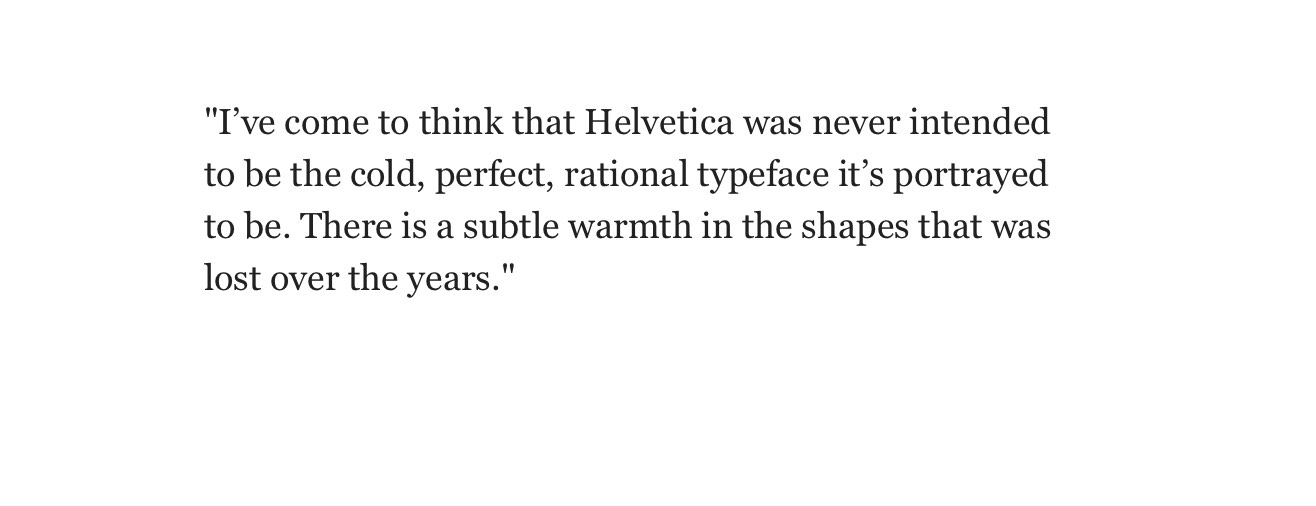 "I’ve come to think that Helvetica was never intended
to be the cold, perfect, rational typeface it’s portrayed
to be. There is a subtle warmth in the shapes that was
lost over the years."